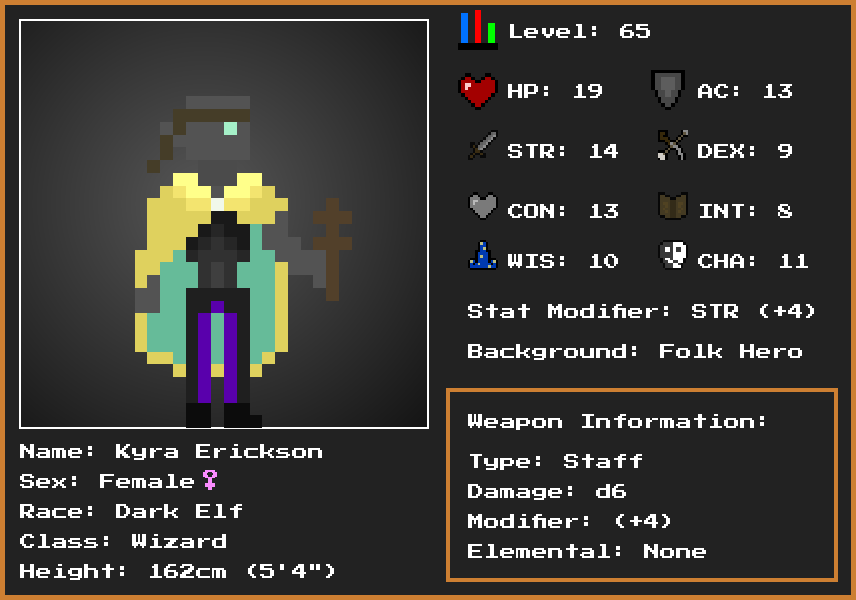 Level: 65
HP: 19
AC: 13
STR: 14
DEX: 9
CON: 13
INT: 8
WIS: 10
CHA: 11
Stat Modifier: STR (+4)
Background: Folk Hero
Weapon Information:
Type: Staff
Damage: d6
Modifier: (+4)
Elemental: None
Name: Kyra Erickson
Sex: Female♀
Race: Dark Elf
Class: Wizard
Height: 162cm (5'4")